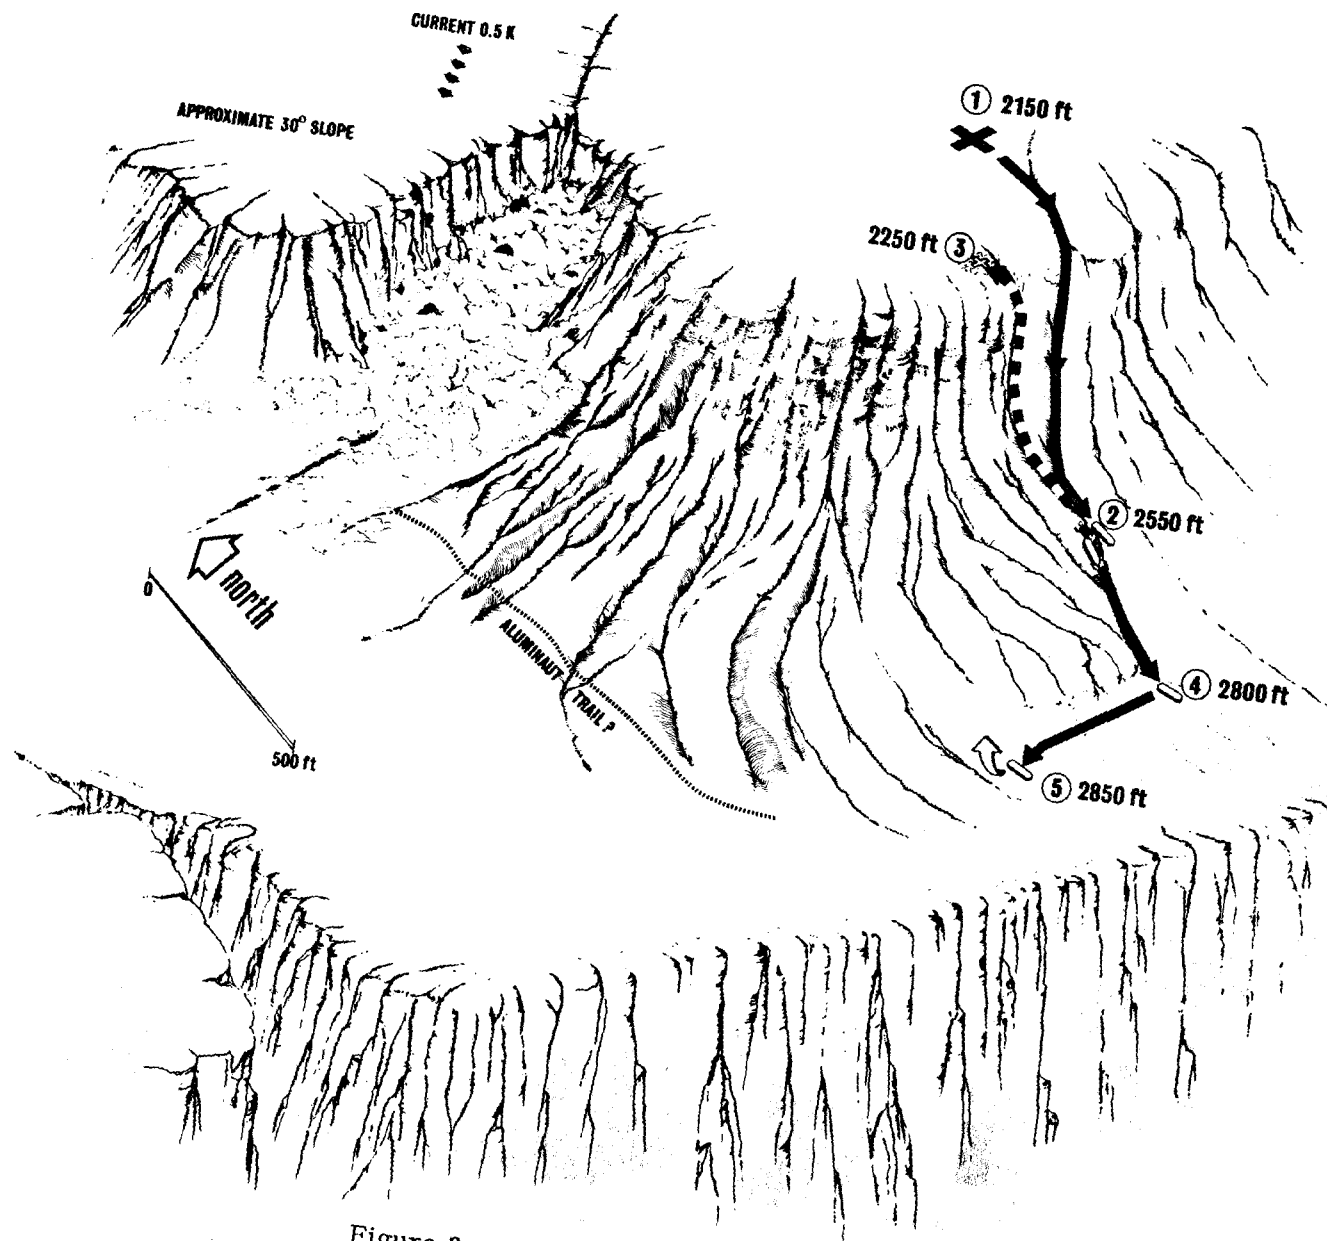 CURRENT 0.5 K
APPROXIMATE 30° SLOPE
1 2150 ft
2250 ft 3
2 2550 ft
north
0
500 ft
ALUMINAUT TRAIL ?
4 2800 ft
5 2850 ft
Figure